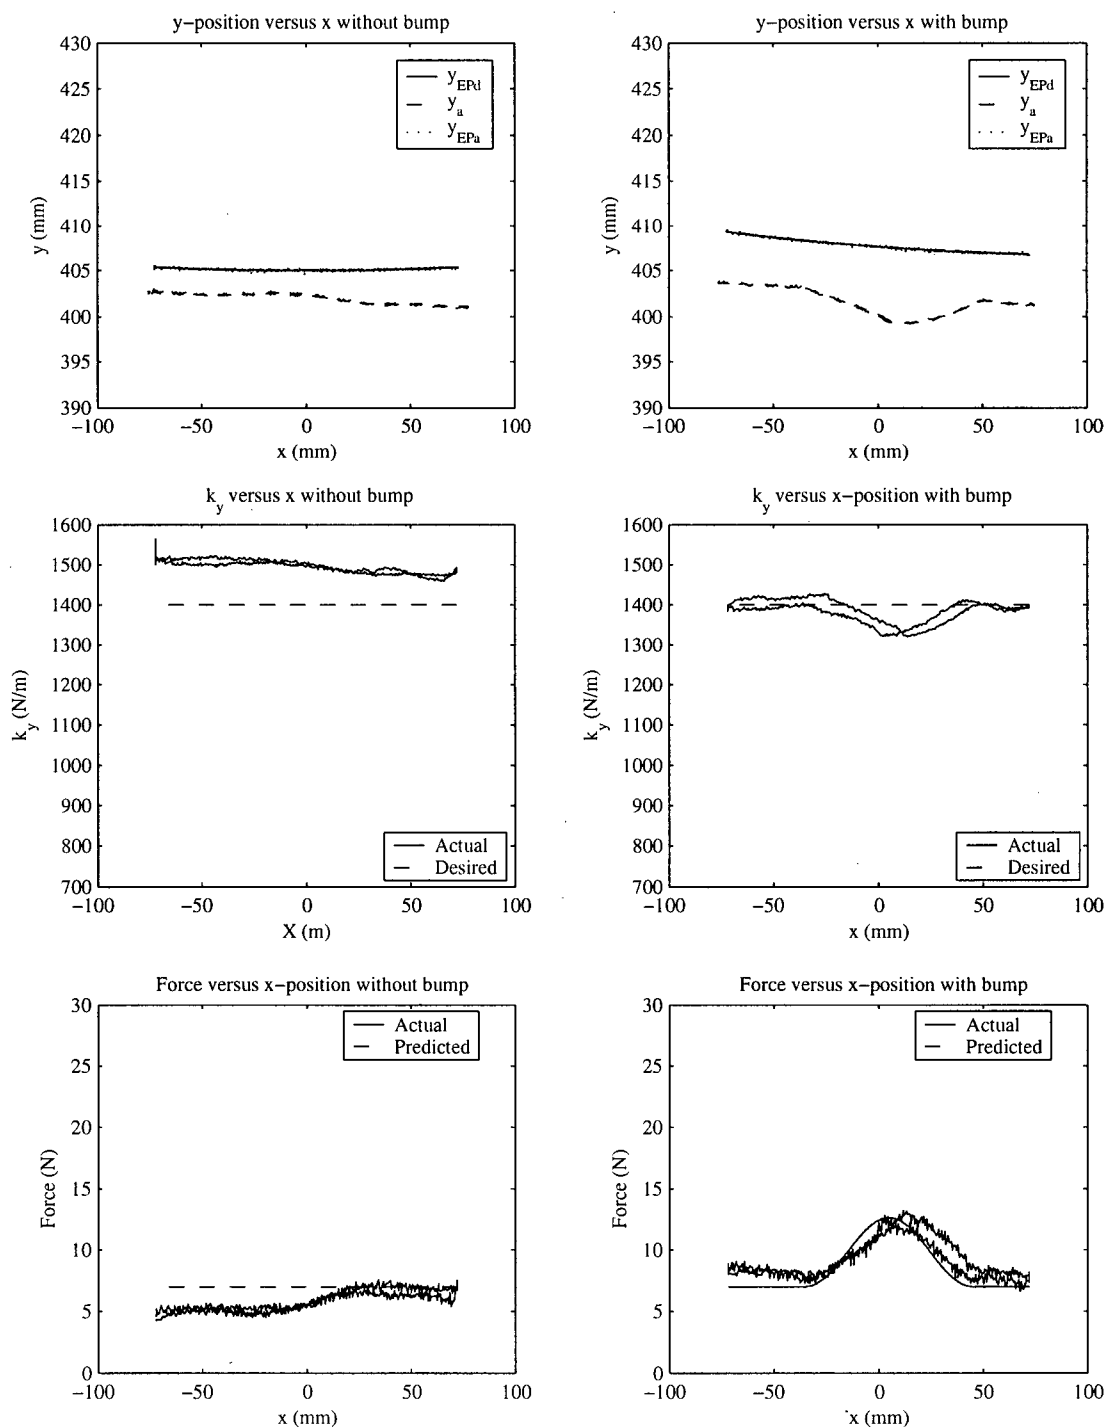 y−position versus x without bump
430
425
420
415
410
405
400
395
390
y (mm)
−100
−50
0
50
100
x (mm)
y_EPd
y_a
y_EPa
y−position versus x with bump
430
425
420
415
410
405
400
395
390
y (mm)
−100
−50
0
50
100
x (mm)
y_EPd
y_a
y_EPa
k_y versus x without bump
1600
1500
1400
1300
1200
1100
1000
900
800
700
k_y (N/m)
−100
−50
0
50
100
X (m)
Actual
Desired
k_y versus x−position with bump
1600
1500
1400
1300
1200
1100
1000
900
800
700
k_y (N/m)
−100
−50
0
50
100
x (mm)
Actual
Desired
Force versus x−position without bump
30
25
20
15
10
5
0
Force (N)
−100
−50
0
50
100
x (mm)
Actual
Predicted
Force versus x−position with bump
30
25
20
15
10
5
0
Force (N)
−100
−50
0
50
100
x (mm)
Actual
Predicted